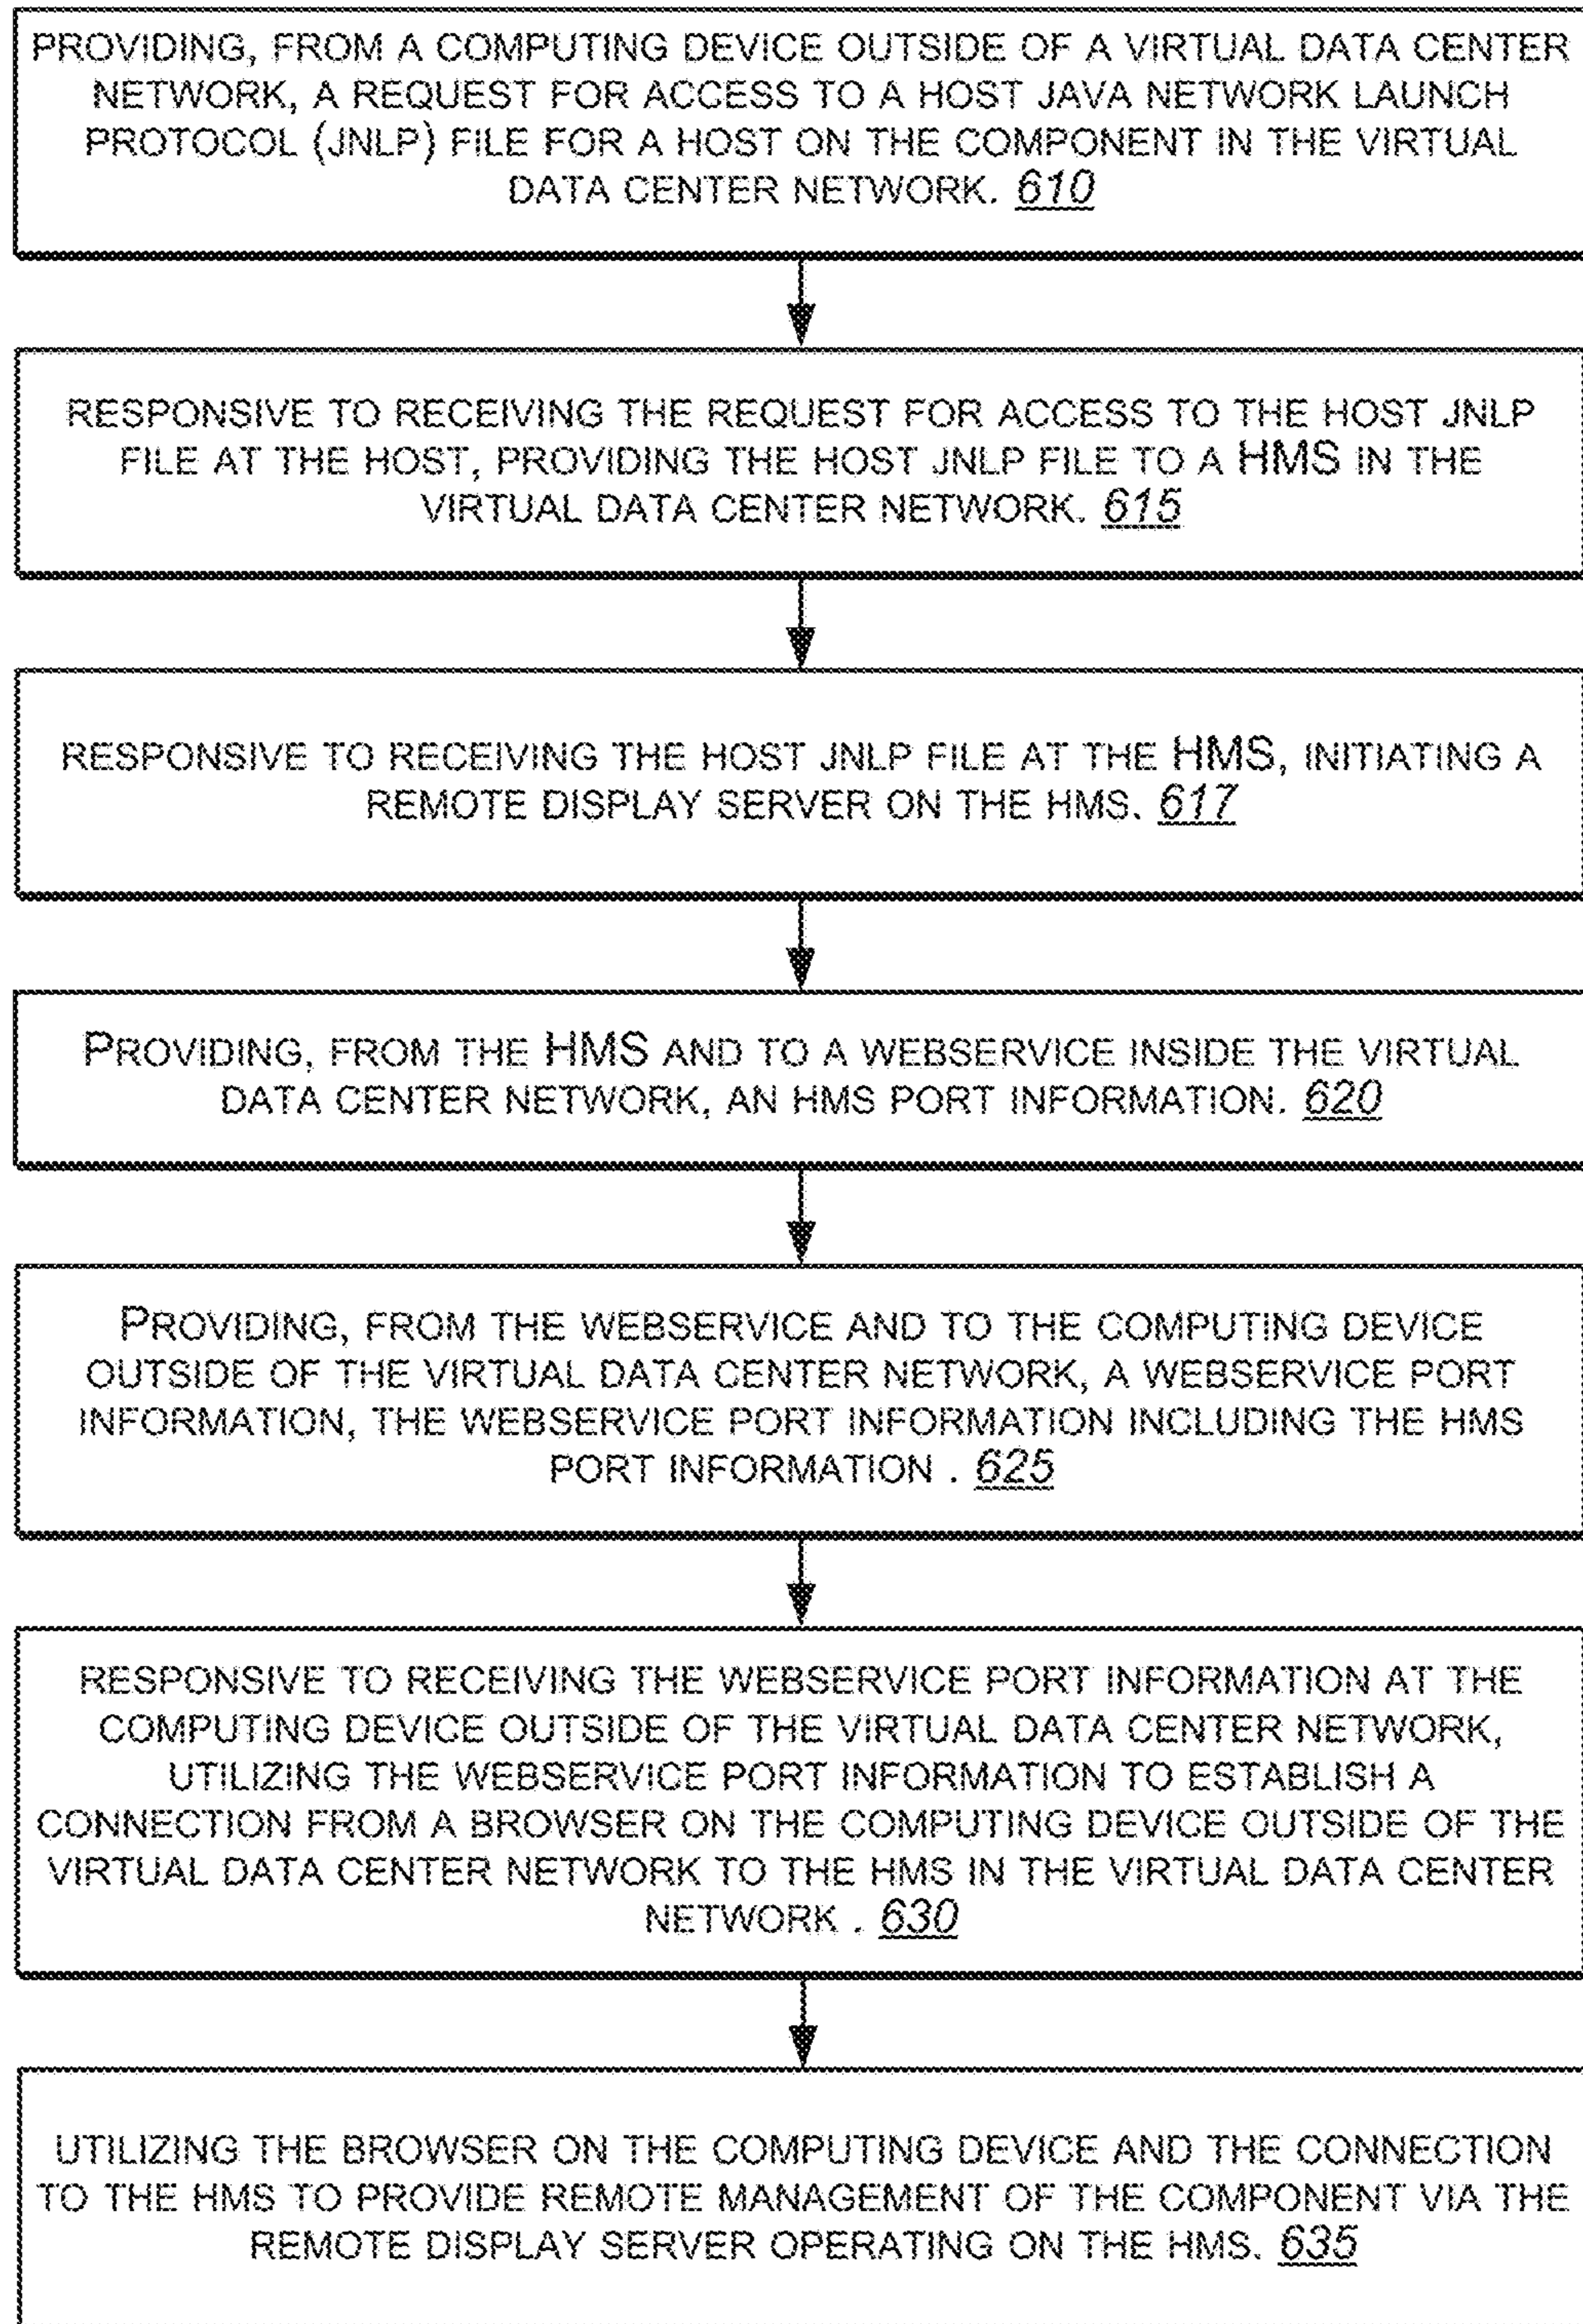 PROVIDING, FROM A COMPUTING DEVICE OUTSIDE OF A VIRTUAL DATA CENTER
NETWORK, A REQUEST FOR ACCESS TO A HOST JAVA NETWORK LAUNCH
PROTOCOL (JNLP) FILE FOR A HOST ON THE COMPONENT IN THE VIRTUAL
DATA CENTER NETWORK. 610
RESPONSIVE TO RECEIVING THE REQUEST FOR ACCESS TO THE HOST JNLP
FILE AT THE HOST, PROVIDING THE HOST JNLP FILE TO A HMS IN THE
VIRTUAL DATA CENTER NETWORK. 615
RESPONSIVE TO RECEIVING THE HOST JNLP FILE AT THE HMS, INITIATING A
REMOTE DISPLAY SERVER ON THE HMS. 617
PROVIDING, FROM THE HMS AND TO A WEBSERVICE INSIDE THE VIRTUAL
DATA CENTER NETWORK, AN HMS PORT INFORMATION. 620
PROVIDING, FROM THE WEBSERVICE AND TO THE COMPUTING DEVICE
OUTSIDE OF THE VIRTUAL DATA CENTER NETWORK, A WEBSERVICE PORT
INFORMATION, THE WEBSERVICE PORT INFORMATION INCLUDING THE HMS
PORT INFORMATION . 625
RESPONSIVE TO RECEIVING THE WEBSERVICE PORT INFORMATION AT THE
COMPUTING DEVICE OUTSIDE OF THE VIRTUAL DATA CENTER NETWORK,
UTILIZING THE WEBSERVICE PORT INFORMATION TO ESTABLISH A
CONNECTION FROM A BROWSER ON THE COMPUTING DEVICE OUTSIDE OF THE
VIRTUAL DATA CENTER NETWORK TO THE HMS IN THE VIRTUAL DATA CENTER
NETWORK . 630
UTILIZING THE BROWSER ON THE COMPUTING DEVICE AND THE CONNECTION
TO THE HMS TO PROVIDE REMOTE MANAGEMENT OF THE COMPONENT VIA THE
REMOTE DISPLAY SERVER OPERATING ON THE HMS. 635